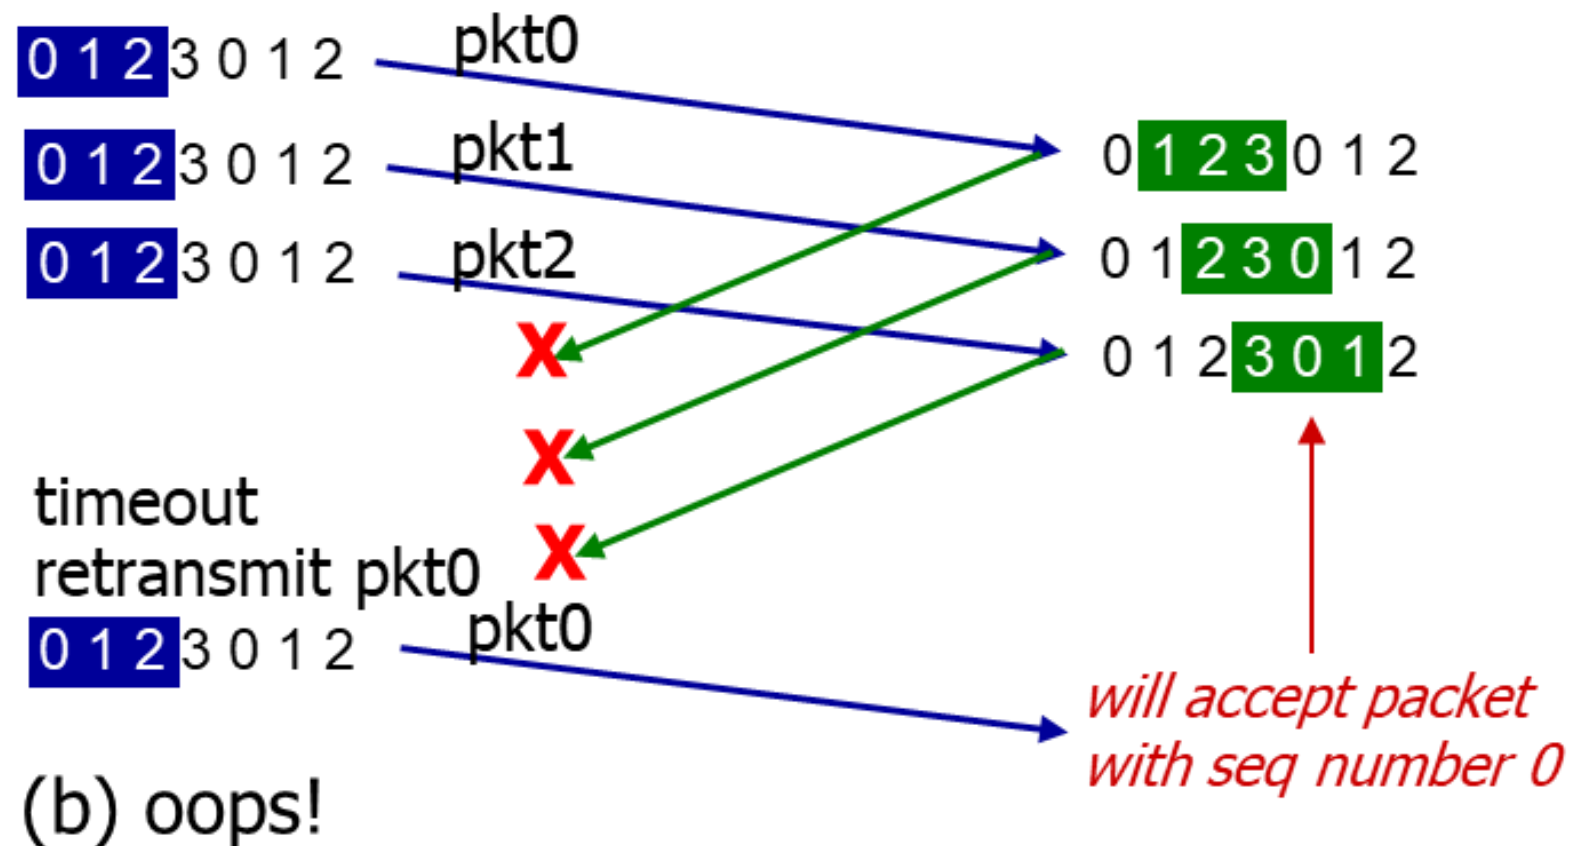 0 1 2 3 0 1 2
pkt0
0 1 2 3 0 1 2
0 1 2 3 0 1 2
pkt1
0 1 2 3 0 1 2
0 1 2 3 0 1 2
pkt2
0 1 2 3 0 1 2
X
X
X
timeout
retransmit pkt0
0 1 2 3 0 1 2
pkt0
will accept packet
with seq number 0
(b) oops!